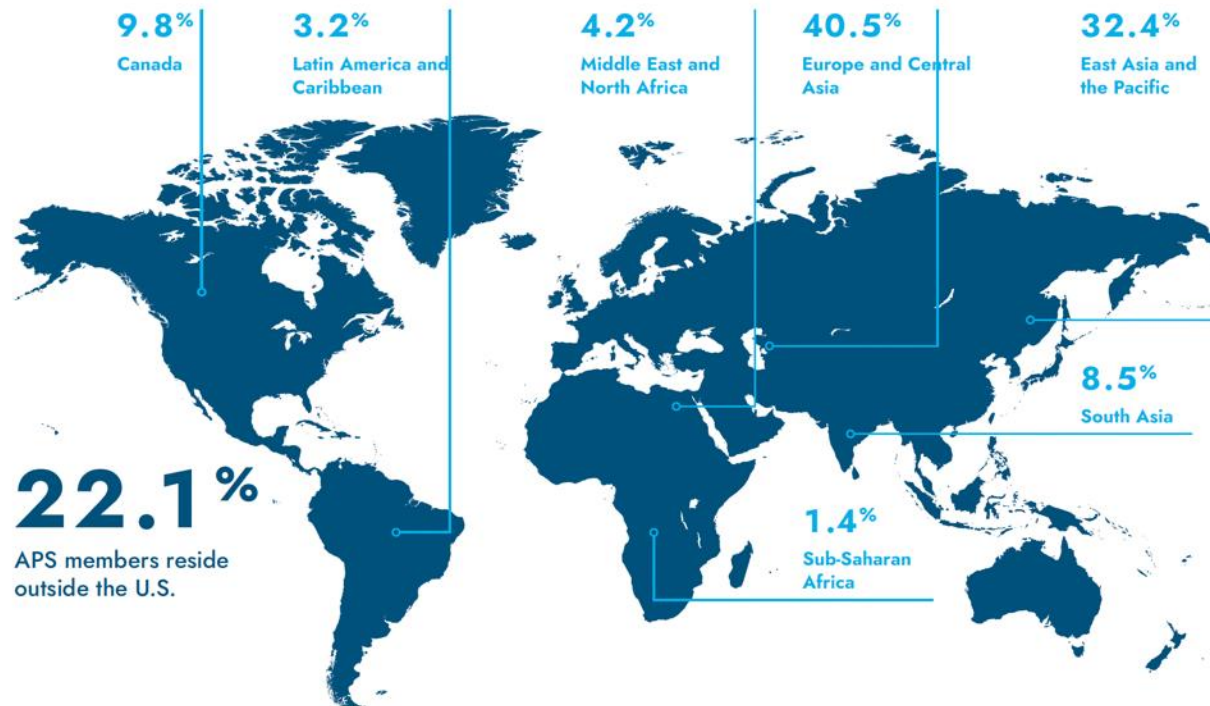 9.8%
Canada
3.2%
Latin America and
Caribbean
4.2%
Middle East and
North Africa
40.5%
Europe and Central
Asia
32.4%
East Asia and
the Pacific
8.5%
South Asia
22.1%
APS members reside
outside the U.S.
1.4%
Sub-Saharan
Africa